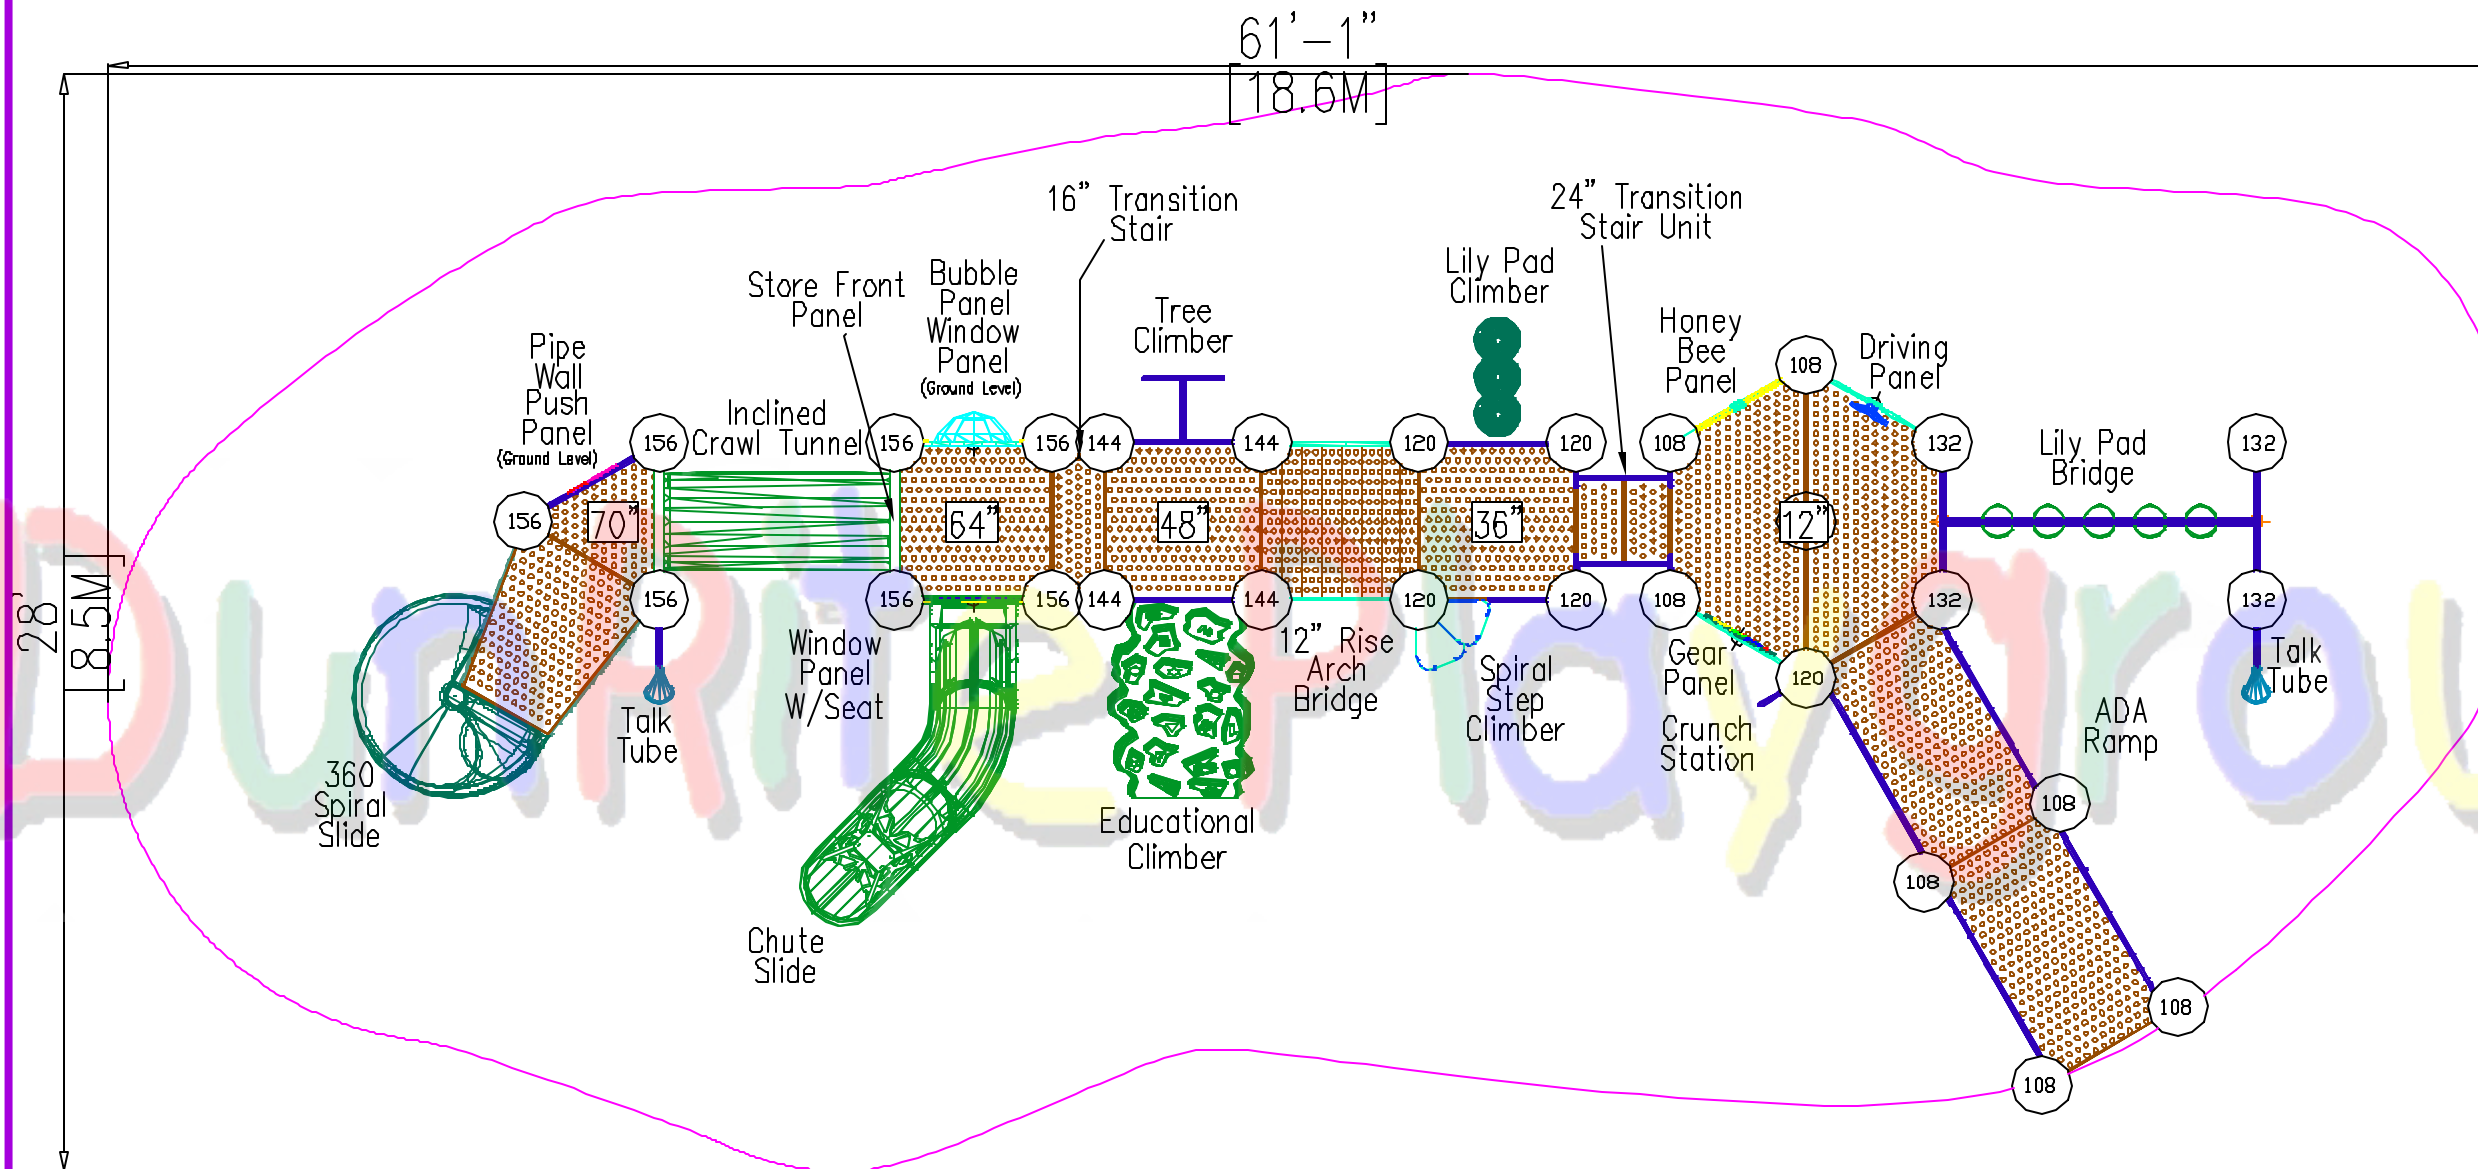 61'-1"
[18.6M]
28'
[8.5M]
16" Transition
Stair
24" Transition
Stair Unit
Store Front
Panel
Bubble
Panel
Window
Panel
(Ground Level)
Tree
Climber
Lily Pad
Climber
Honey
Bee
Panel
Driving
Panel
Pipe
Wall
Push
Panel
(Ground Level)
Inclined
Crawl Tunnel
Lily Pad
Bridge
108
156
156
156
144
144
120
120
108
132
132
156
70"
64"
48"
36"
12"
156
156
156
144
144
120
120
108
132
132
120
Window
Panel
W/Seat
12" Rise
Arch
Bridge
Spiral
Step
Climber
Gear
Panel
Crunch
Station
Talk
Tube
Talk
Tube
ADA
Ramp
360
Spiral
Slide
Educational
Climber
Chute
Slide
108
108
108
108
DunRite Playgrou